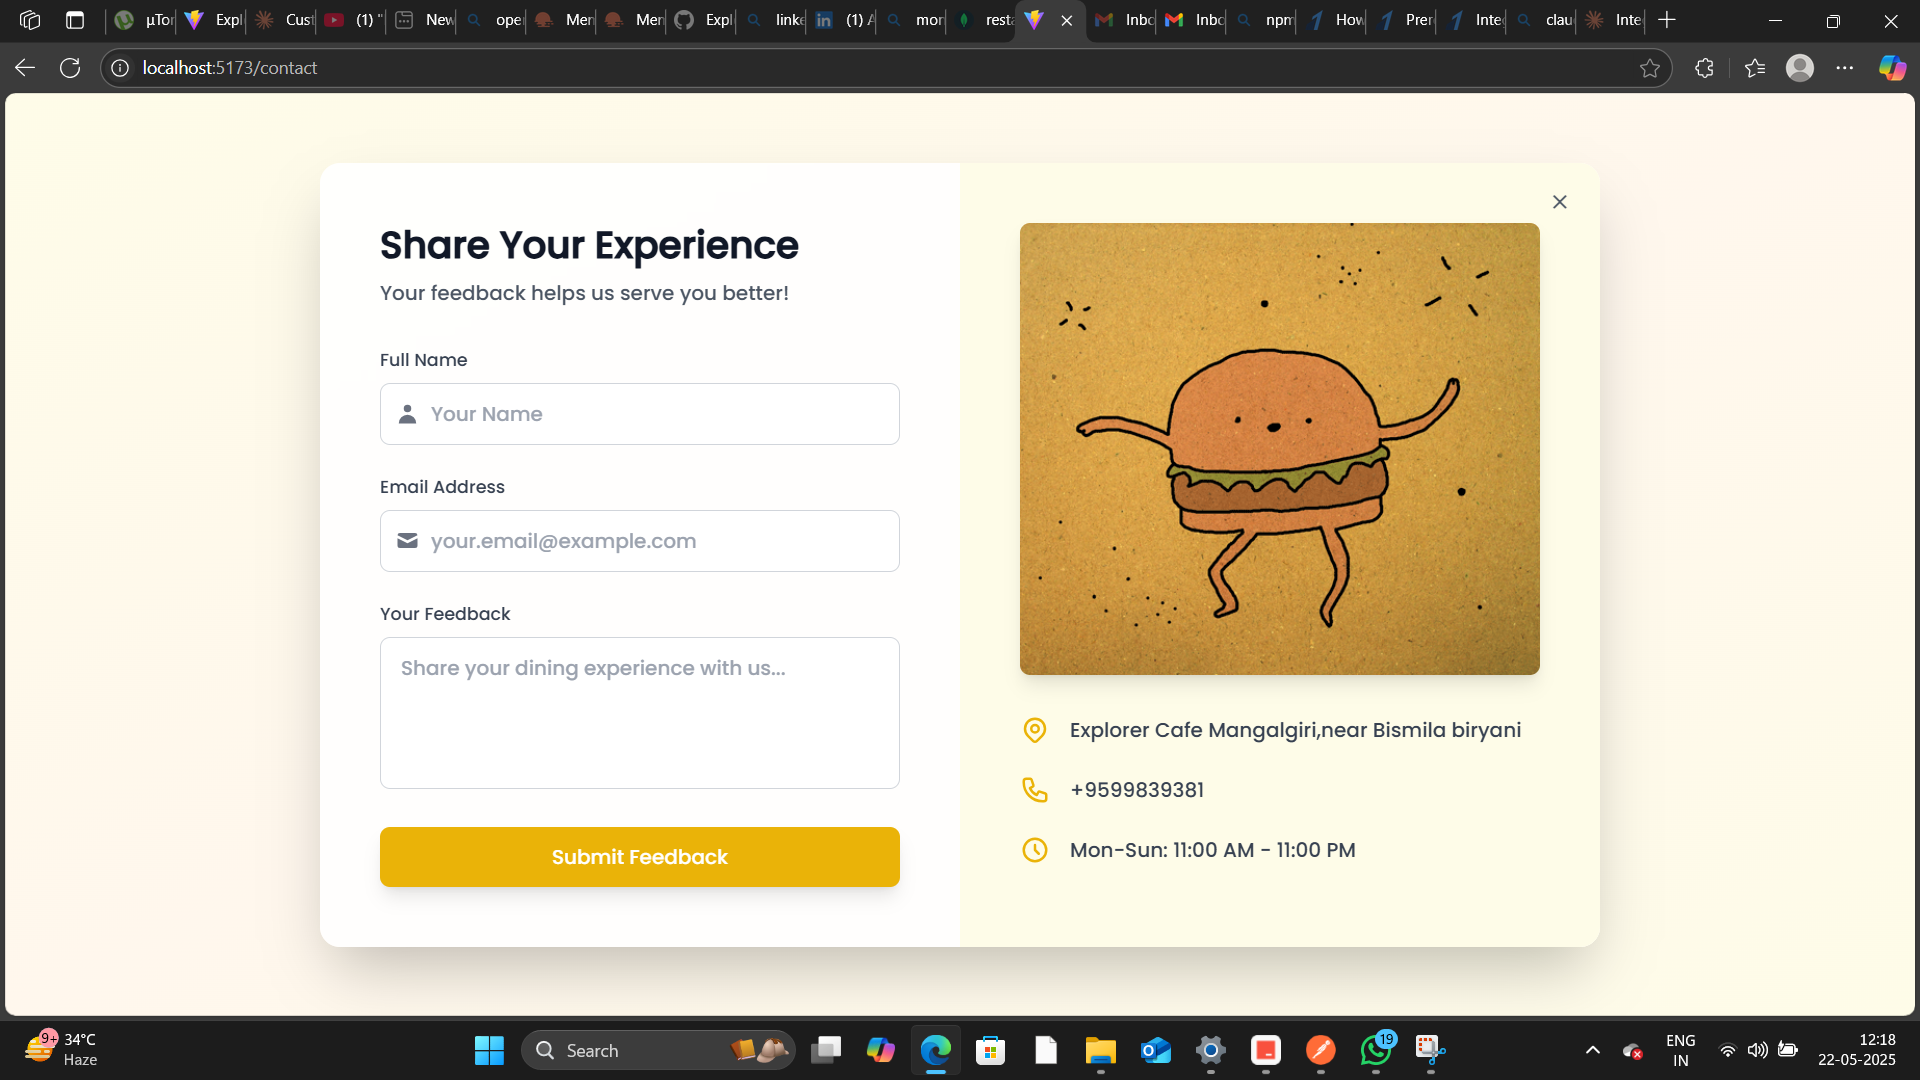 µTor
Expl
Cust
(1) "
New
ope
Mer
Mer
Expl
linke
(1) A
mor
rest
Inbo
Inbo
npm
How
Prer
Inte
clau
Inte
localhost:5173/contact
Share Your Experience
Your feedback helps us serve you better!
Full Name
Your Name
Email Address
your.email@example.com
Your Feedback
Share your dining experience with us...
Submit Feedback
Explorer Cafe Mangalgiri,near Bismila biryani
+9599839381
Mon-Sun: 11:00 AM - 11:00 PM
9+
34°C
Haze
Search
19
ENG
IN
12:18
22-05-2025